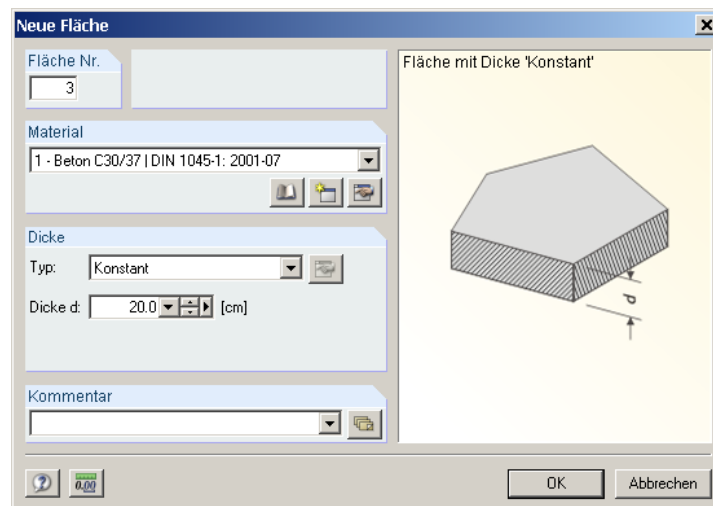 Neue Fläche
Fläche Nr.
3
Material
1 - Beton C30/37 | DIN 1045-1: 2001-07
Dicke
Typ: Konstant
Dicke d: 20.0 [cm]
Kommentar
Fläche mit Dicke 'Konstant'
d
0.00
OK Abbrechen